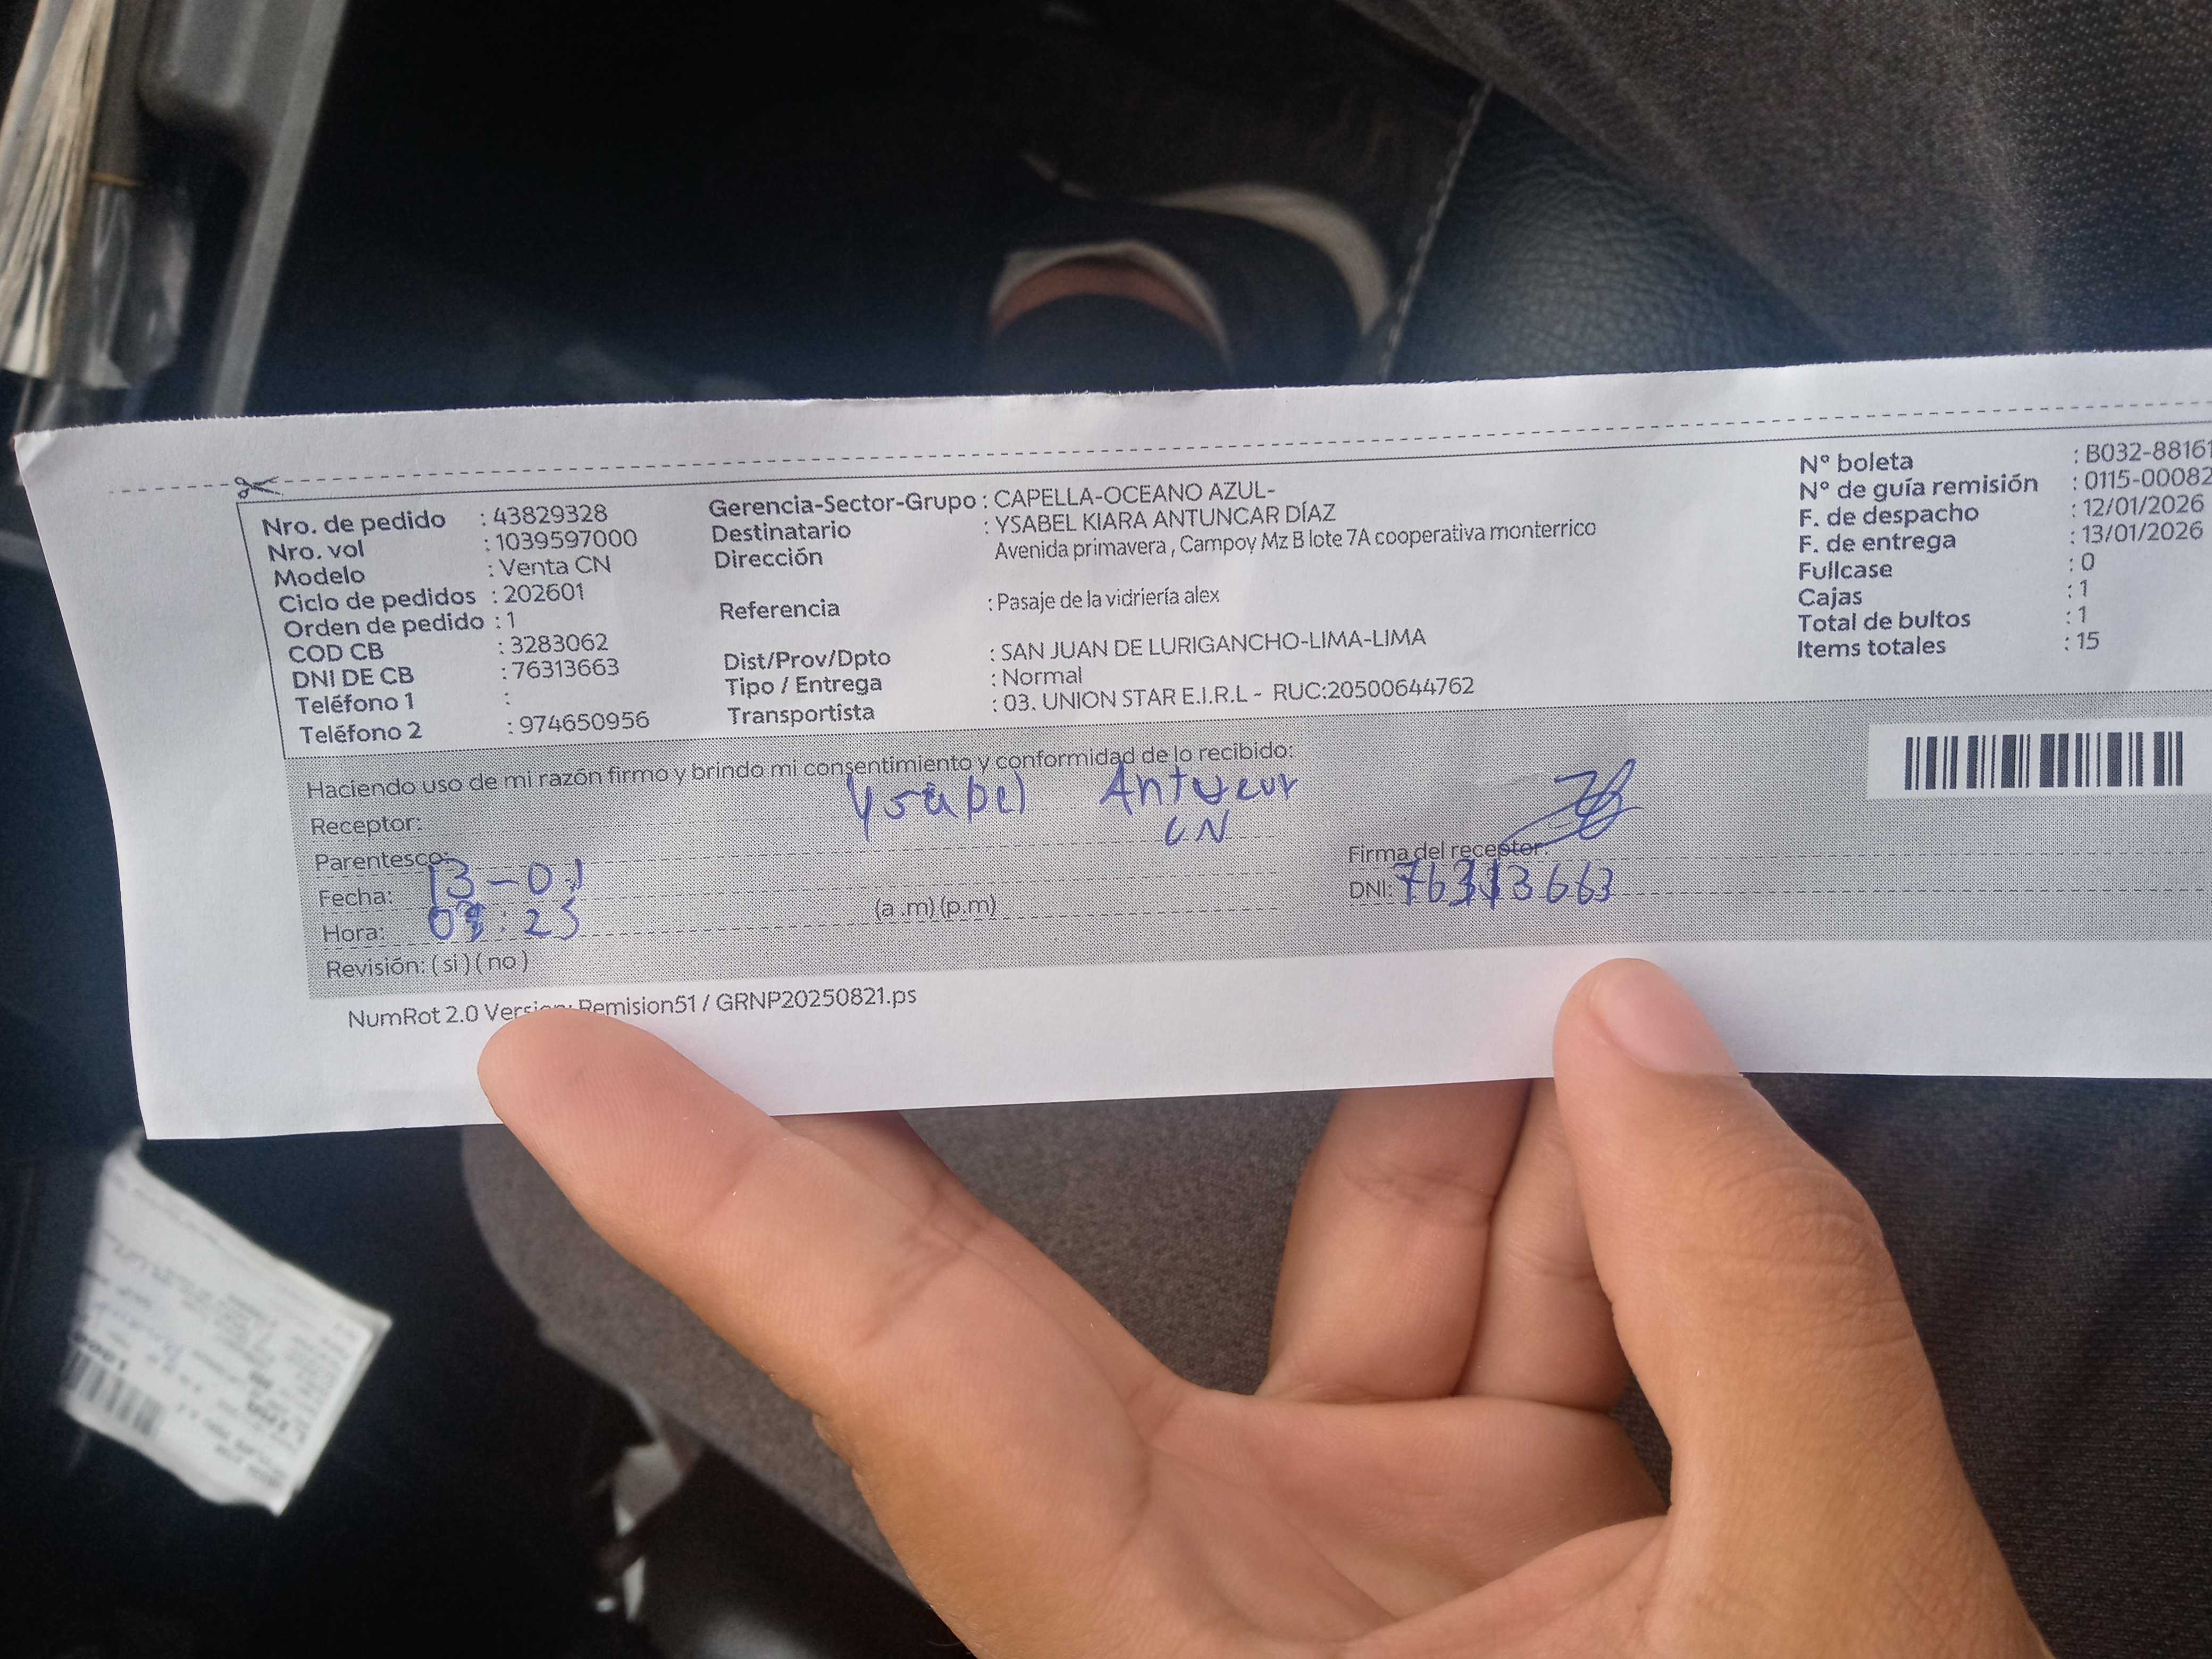 Nro. de pedido : 43829328
Nro. vol : 1039597000
Modelo : Venta CN
Ciclo de pedidos : 202601
Orden de pedido : 1
COD CB : 3283062
DNI DE CB : 76313663
Teléfono 1 :
Teléfono 2 : 974650956
Gerencia-Sector-Grupo : CAPELLA-OCEANO AZUL-
Destinatario : YSABEL KIARA ANTUNCAR DÍAZ
Dirección Avenida primavera , Campoy Mz B lote 7A cooperativa monterrico
Referencia : Pasaje de la vidriería alex
Dist/Prov/Dpto : SAN JUAN DE LURIGANCHO-LIMA-LIMA
Tipo / Entrega : Normal
Transportista : 03. UNION STAR E.I.R.L - RUC:20500644762
N° boleta : B032-88161
N° de guía remisión : 0115-00082
F. de despacho : 12/01/2026
F. de entrega : 13/01/2026
Fullcase : 0
Cajas : 1
Total de bultos : 1
Items totales : 15
Haciendo uso de mi razón firmo y brindo mi consentimiento y conformidad de lo recibido:
Receptor: Ysabel
Parentesco: CN
Fecha: 13-01
Hora: :25 (a .m) (p.m)
Revisión: ( si ) ( no )
Firma del receptor:
DNI: 76313663
NumRot 2.0 Version: Remision51 / GRNP20250821.ps